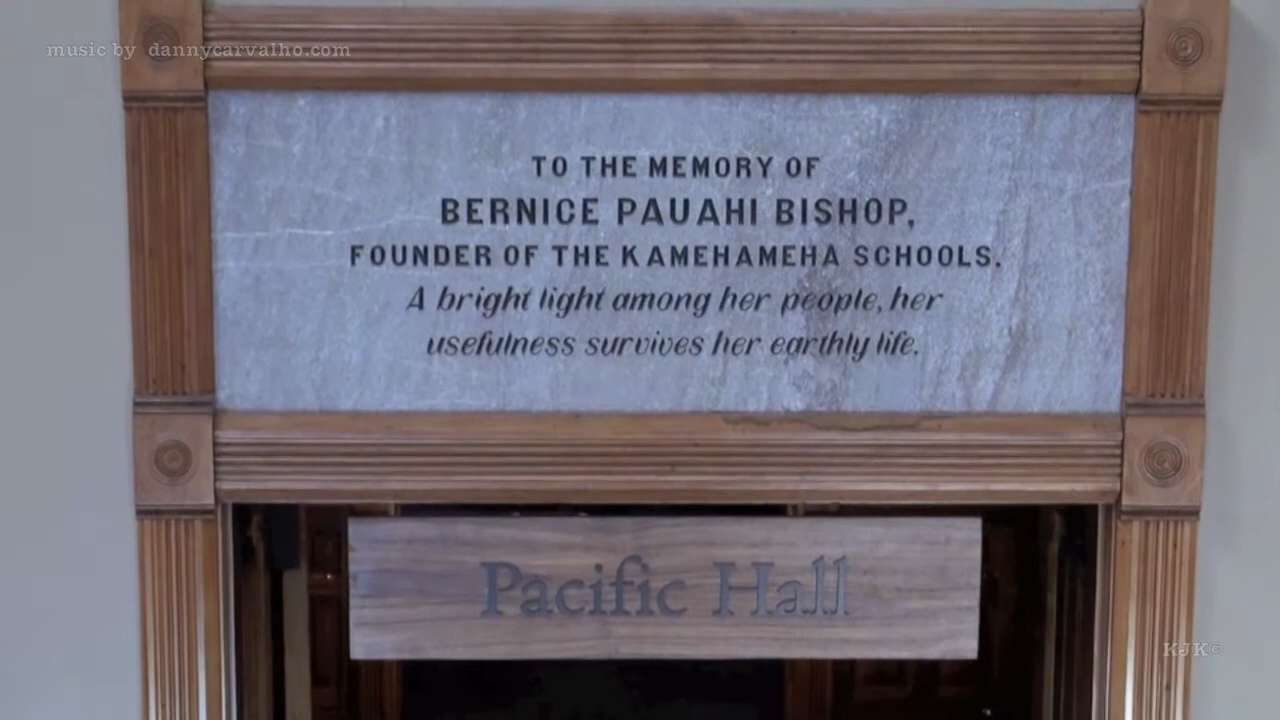 music by dannycarvalho.com
TO THE MEMORY OF
BERNICE PAUAHI BISHOP,
FOUNDER OF THE KAMEHAMEHA SCHOOLS.
A bright light among her people, her
usefulness survives her earthly life.
Pacific Hall
KJK©